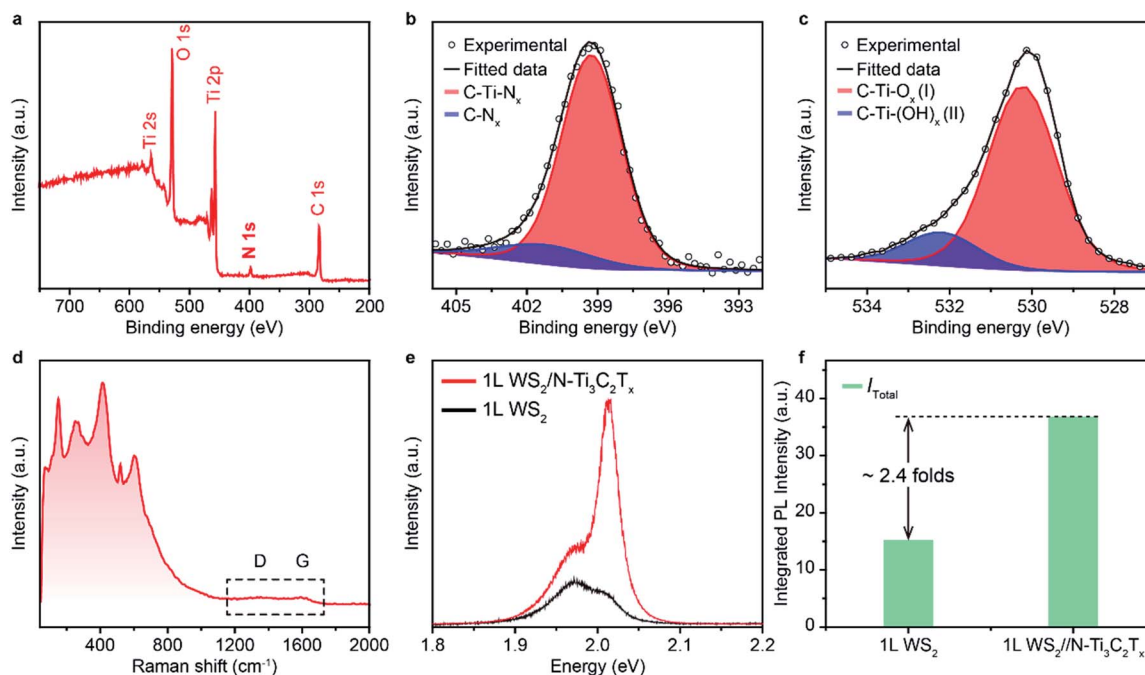 a
Intensity (a.u.)
Ti 2s
O 1s
Ti 2p
N 1s
C 1s
700 600 500 400 300 200
Binding energy (eV)
b
Intensity (a.u.)
Experimental
Fitted data
C-Ti-Nₓ
C-Nₓ
405 402 399 396 393
Binding energy (eV)
c
Intensity (a.u.)
Experimental
Fitted data
C-Ti-Oₓ (I)
C-Ti-(OH)ₓ (II)
534 532 530 528
Binding energy (eV)
d
Intensity (a.u.)
D G
400 800 1200 1600 2000
Raman shift (cm⁻¹)
e
Intensity (a.u.)
1L WS₂/N-Ti₃C₂Tₓ
1L WS₂
1.8 1.9 2.0 2.1 2.2
Energy (eV)
f
Integrated PL Intensity (a.u.)
I_Total
40
30
20
10
0
~ 2.4 folds
1L WS₂ 1L WS₂//N-Ti₃C₂Tₓ